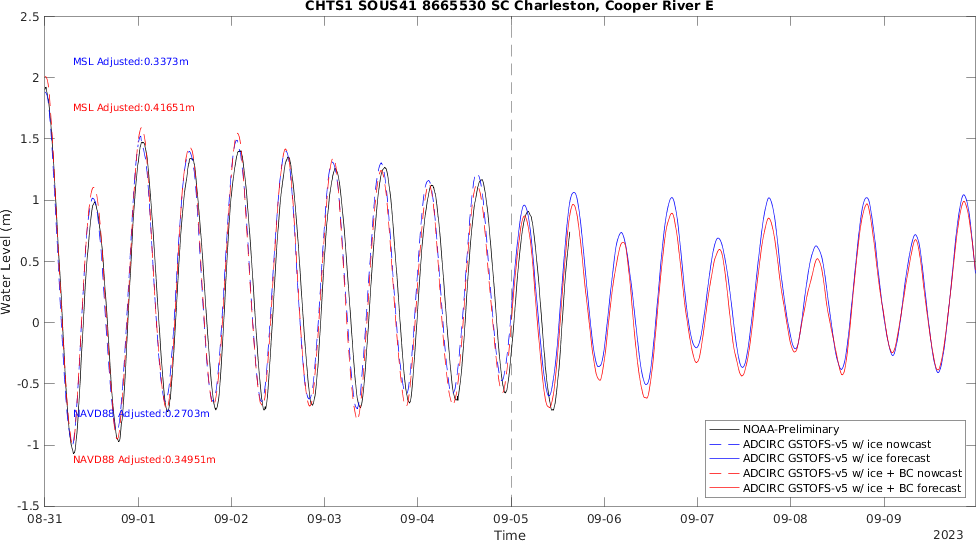 CHTS1 SOUS41 8665530 SC Charleston, Cooper River E
2.5
2
1.5
1
0.5
0
-0.5
-1
-1.5
Water Level (m)
MSL Adjusted:0.3373m
MSL Adjusted:0.41651m
NAVD88 Adjusted:0.2703m
NAVD88 Adjusted:0.34951m
NOAA-Preliminary
ADCIRC GSTOFS-v5 w/ ice nowcast
ADCIRC GSTOFS-v5 w/ ice forecast
ADCIRC GSTOFS-v5 w/ ice + BC nowcast
ADCIRC GSTOFS-v5 w/ ice + BC forecast
08-31 09-01 09-02 09-03 09-04 09-05 09-06 09-07 09-08 09-09
Time
2023